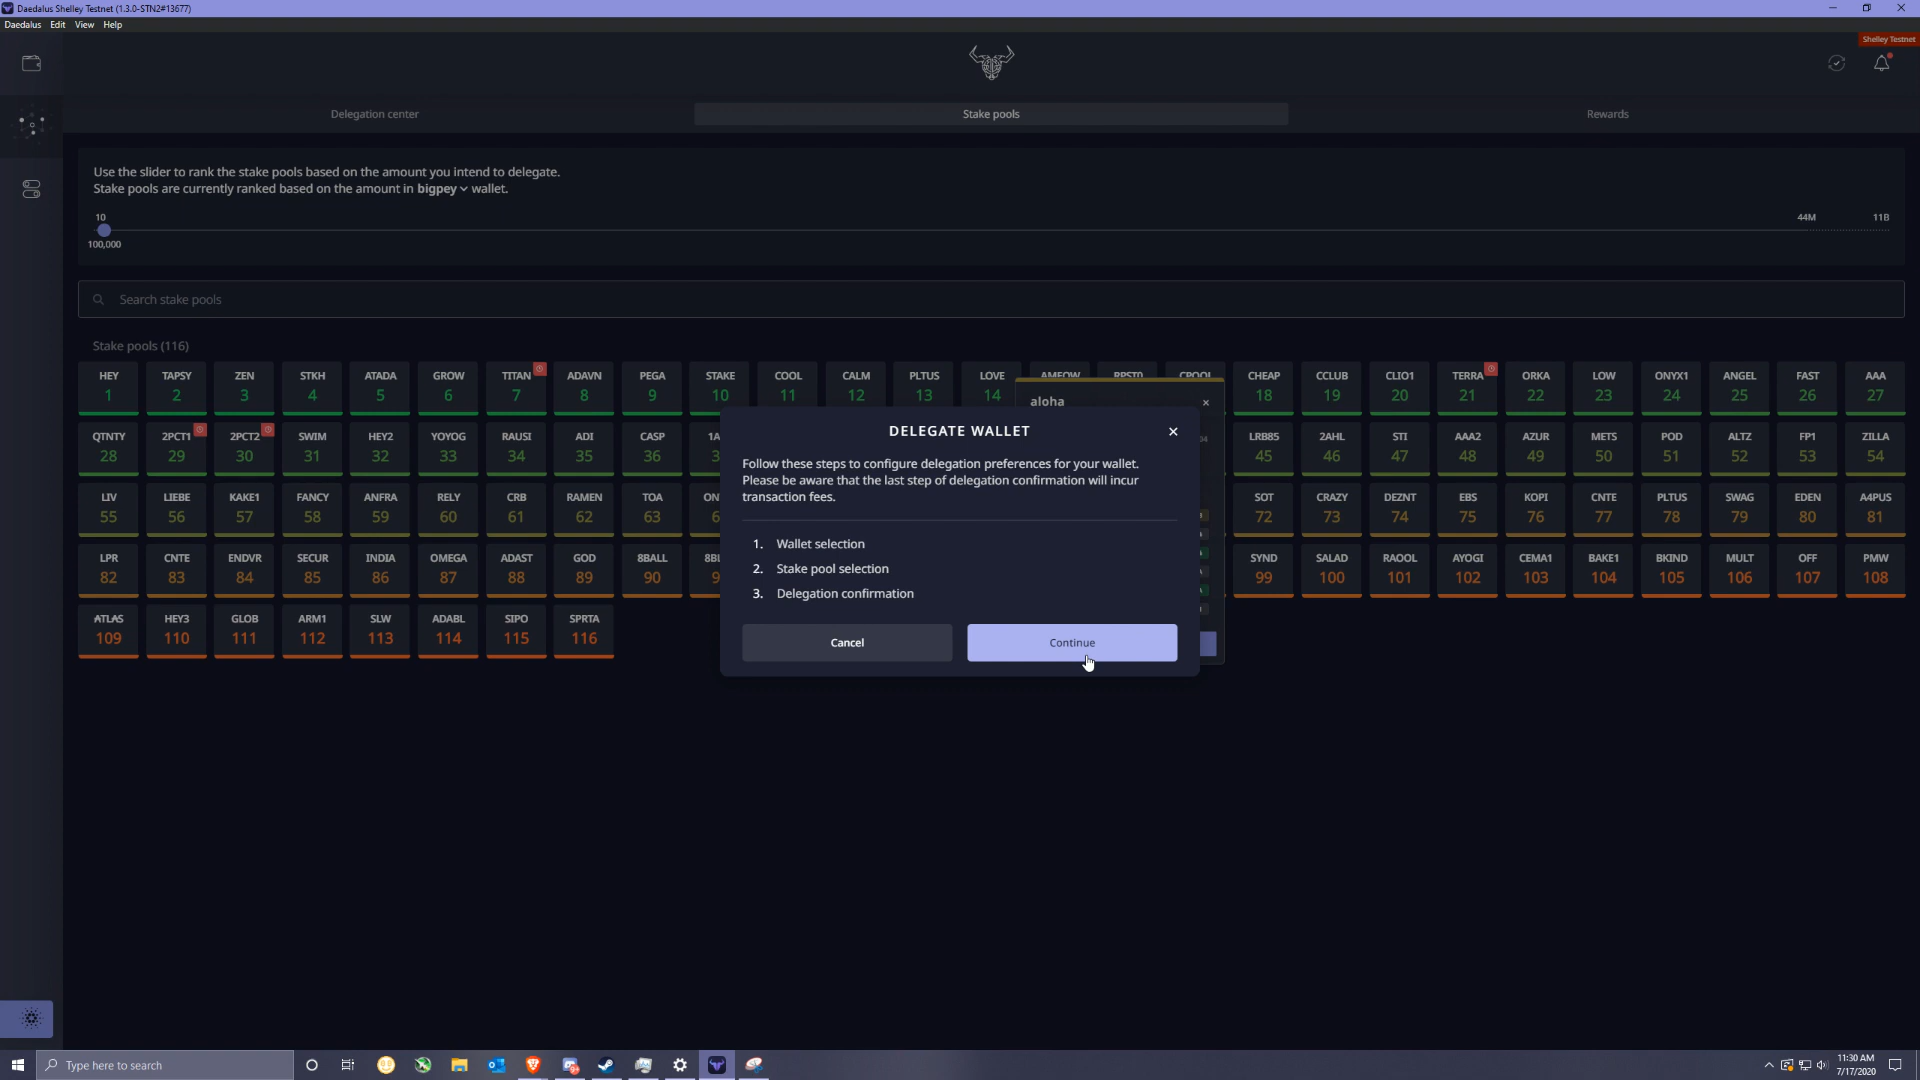 Daedalus Shelley Testnet (1.3.0-STN2#13677)
Daedalus Edit View Help
Shelley Testnet
Delegation center Stake pools Rewards
Use the slider to rank the stake pools based on the amount you intend to delegate.
Stake pools are currently ranked based on the amount in bigpey wallet.
10 44M 11B
100,000
Search stake pools
Stake pools (116)
HEY TAPSY ZEN STKH ATADA GROW TITAN ADAVN PEGA STAKE COOL CALM PLTUS LOVE AMEOW RPSTO CPOOL CHEAP CCLUB CLIO1 TERRA ORKA LOW ONYX1 ANGEL FAST AAA
1 2 3 4 5 6 7 8 9 10 11 12 13 14 18 19 20 21 22 23 24 25 26 27
aloha
QTNTY 2PCT1 2PCT2 SWIM HEY2 YOYOG RAUSI ADI CASP LRB85 2AHL STI AAA2 AZUR METS POD ALTZ FP1 ZILLA
28 29 30 31 32 33 34 35 36 45 46 47 48 49 50 51 52 53 54
LIV LIEBE KAKE1 FANCY ANFRA RELY CRB RAMEN TOA SOT CRAZY DEZNT EBS KOPI CNTE PLTUS SWAG EDEN A4PUS
55 56 57 58 59 60 61 62 63 72 73 74 75 76 77 78 79 80 81
LPR CNTE ENDVR SECUR INDIA OMEGA ADAST GOD 8BALL SYND SALAD RAOOL AYOGI CEMA1 BAKE1 BKIND MULT OFF PMW
82 83 84 85 86 87 88 89 90 99 100 101 102 103 104 105 106 107 108
ATLAS HEY3 GLOB ARM1 SLW ADABL SIPO SPRTA
109 110 111 112 113 114 115 116
DELEGATE WALLET
Follow these steps to configure delegation preferences for your wallet.
Please be aware that the last step of delegation confirmation will incur
transaction fees.
1. Wallet selection
2. Stake pool selection
3. Delegation confirmation
Cancel Continue
Type here to search
11:30 AM
7/17/2020